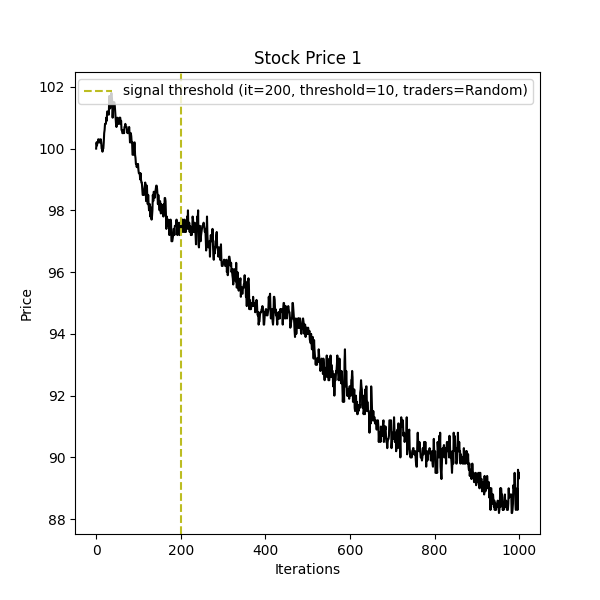 Stock Price 1
signal threshold (it=200, threshold=10, traders=Random)
102
100
98
96
94
92
90
88
Price
0 200 400 600 800 1000
Iterations